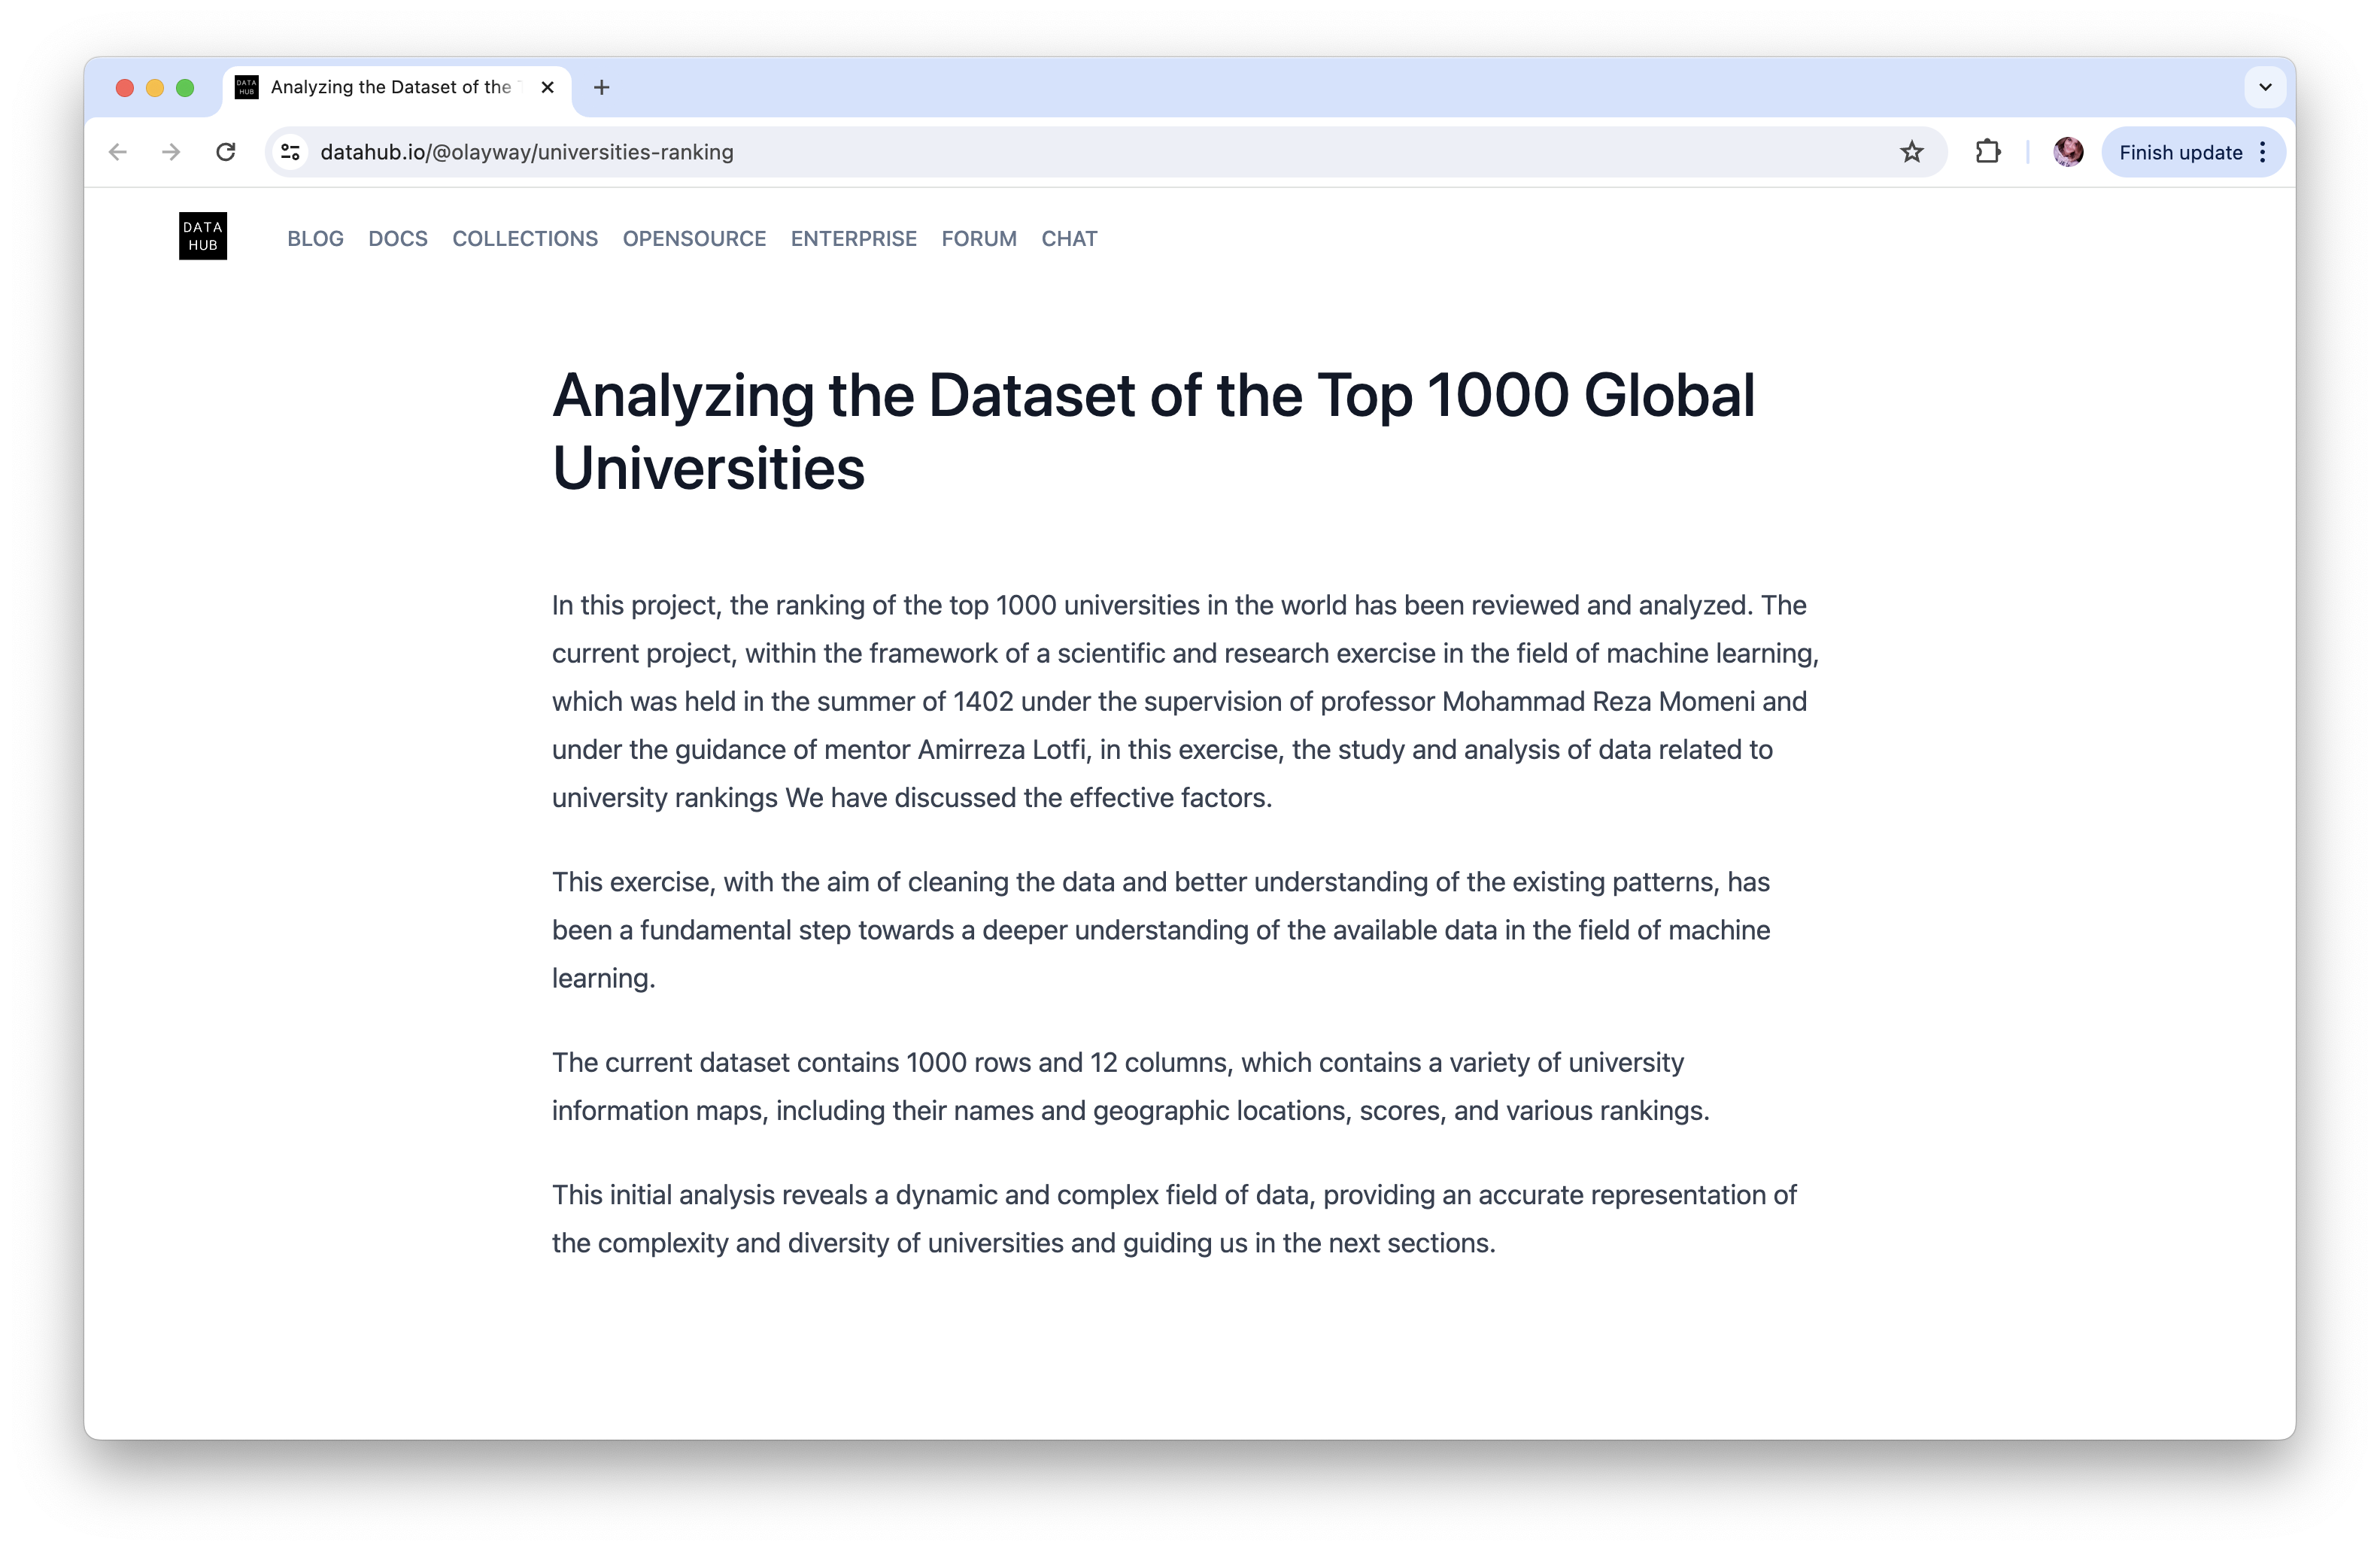 DATA
HUB
Analyzing the Dataset of the
datahub.io/@olayway/universities-ranking
Finish update
DATA
HUB
BLOG DOCS COLLECTIONS OPENSOURCE ENTERPRISE FORUM CHAT
Analyzing the Dataset of the Top 1000 Global
Universities
In this project, the ranking of the top 1000 universities in the world has been reviewed and analyzed. The
current project, within the framework of a scientific and research exercise in the field of machine learning,
which was held in the summer of 1402 under the supervision of professor Mohammad Reza Momeni and
under the guidance of mentor Amirreza Lotfi, in this exercise, the study and analysis of data related to
university rankings We have discussed the effective factors.
This exercise, with the aim of cleaning the data and better understanding of the existing patterns, has
been a fundamental step towards a deeper understanding of the available data in the field of machine
learning.
The current dataset contains 1000 rows and 12 columns, which contains a variety of university
information maps, including their names and geographic locations, scores, and various rankings.
This initial analysis reveals a dynamic and complex field of data, providing an accurate representation of
the complexity and diversity of universities and guiding us in the next sections.